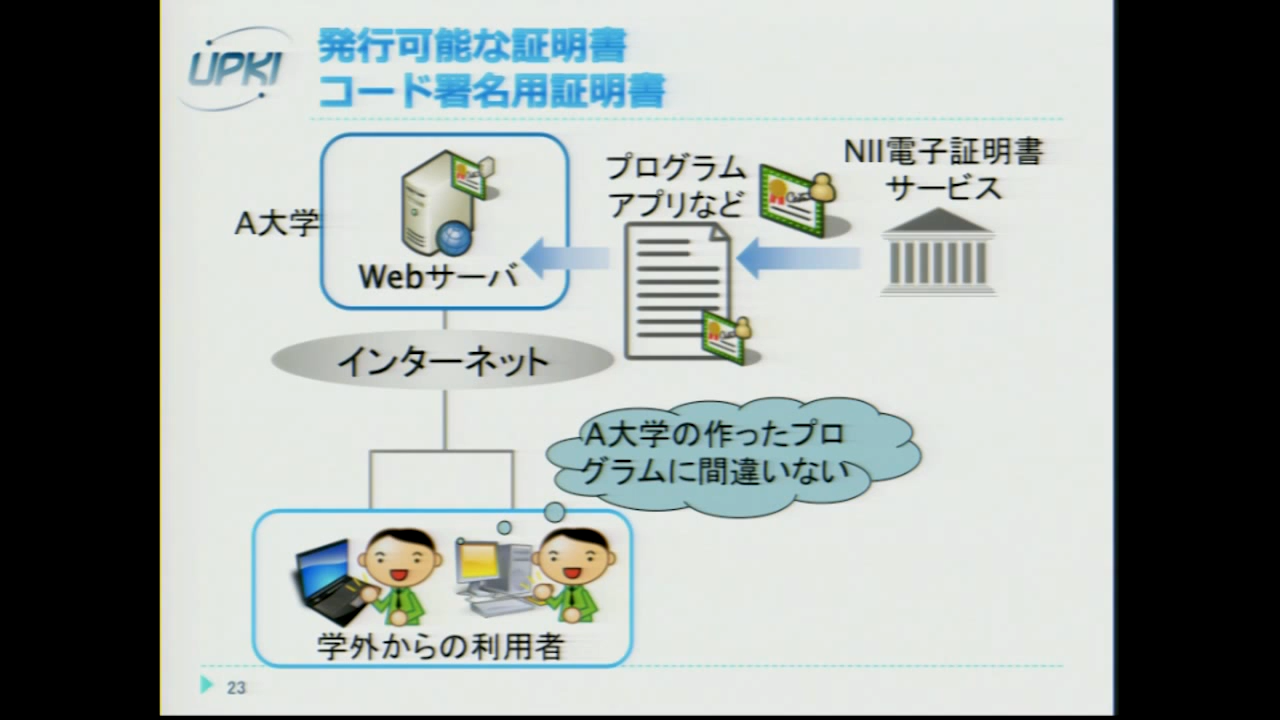 UPKI
発行可能な証明書
コード署名用証明書
NII電子証明書
サービス
プログラム
アプリなど
A大学
Webサーバ
インターネット
A大学の作ったプロ
グラムに間違いない
学外からの利用者
23